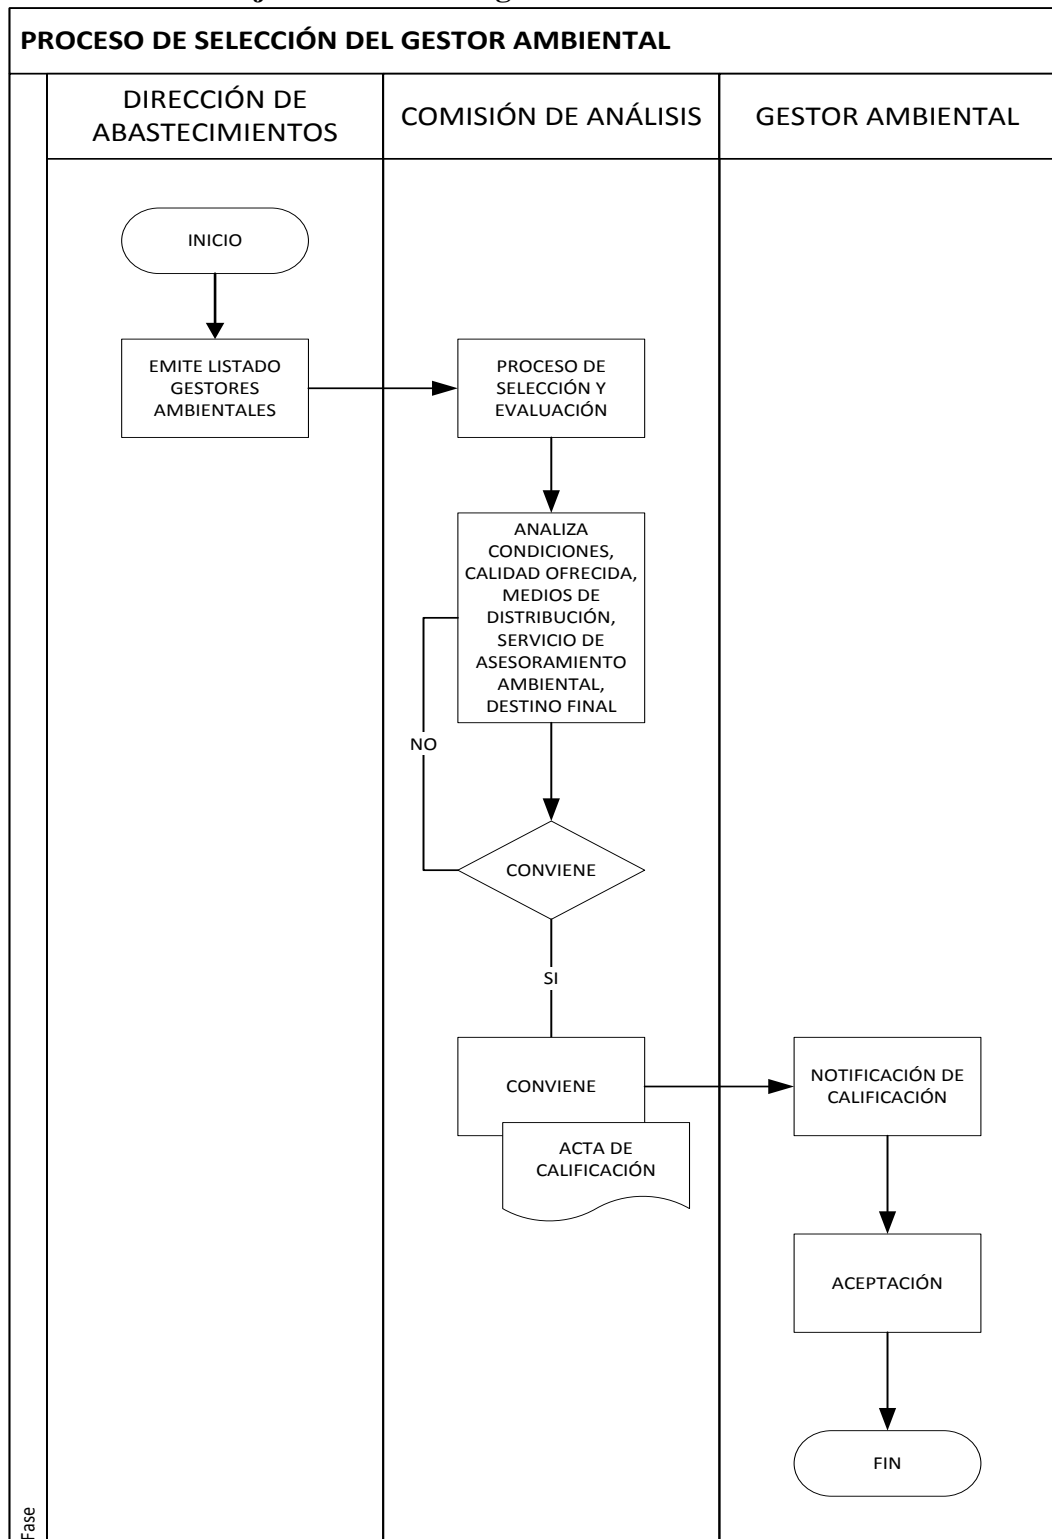 PROCESO DE SELECCIÓN DEL GESTOR AMBIENTAL
DIRECCIÓN DE
ABASTECIMIENTOS
COMISIÓN DE ANÁLISIS
GESTOR AMBIENTAL
INICIO
EMITE LISTADO
GESTORES
AMBIENTALES
PROCESO DE
SELECCIÓN Y
EVALUACIÓN
ANALIZA
CONDICIONES,
CALIDAD OFRECIDA,
MEDIOS DE
DISTRIBUCIÓN,
SERVICIO DE
ASESORAMIENTO
AMBIENTAL,
DESTINO FINAL
NO
CONVIENE
SI
CONVIENE
ACTA DE
CALIFICACIÓN
NOTIFICACIÓN DE
CALIFICACIÓN
ACEPTACIÓN
FIN
Fase